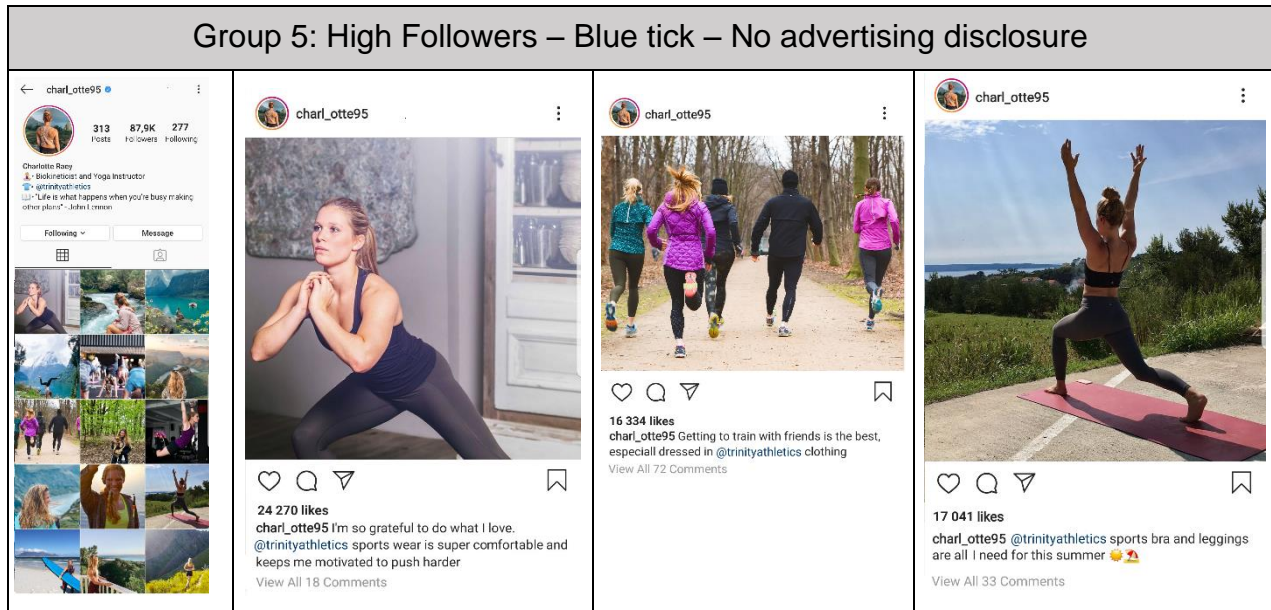 Group 5: High Followers – Blue tick – No advertising disclosure
charl_otte95
313 87,9K 277
Posts Followers Following
Charlotte Raey
- Biokineticist and Yoga Instructor
- @trinityathletics
- "Life is what happens when you're busy making
other plans" - John Lennon
Following Message
charl_otte95
24 270 likes
charl_otte95 I'm so grateful to do what I love.
@trinityathletics sports wear is super comfortable and
keeps me motivated to push harder
View All 18 Comments
charl_otte95
16 334 likes
charl_otte95 Getting to train with friends is the best,
especiall dressed in @trinityathletics clothing
View All 72 Comments
charl_otte95
17 041 likes
charl_otte95 @trinityathletics sports bra and leggings
are all I need for this summer ☀️⛱️
View All 33 Comments